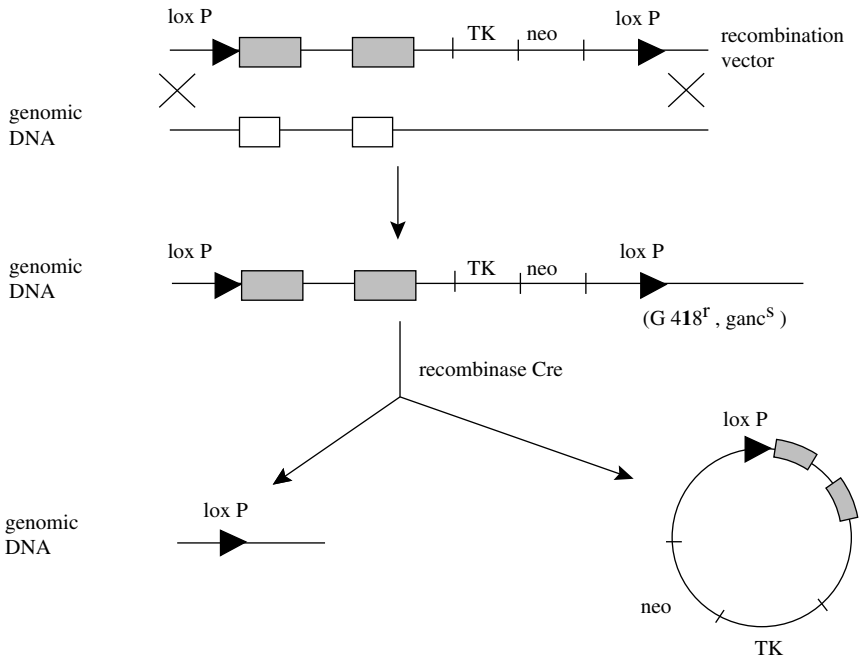 lox P
TK
neo
lox P
recombination
vector
genomic
DNA
lox P
TK
neo
lox P
genomic
DNA
(G 418r , gancs )
recombinase Cre
lox P
lox P
genomic
DNA
neo
TK